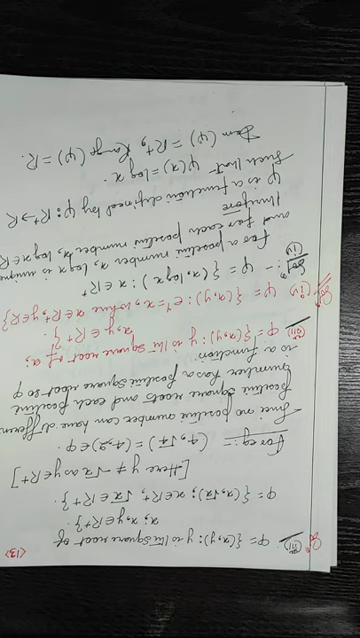 <13>
Q. (iii) φ = {(x,y) : y is the square root of
x; x, y ∈ R+}.
φ = {(x, √x); x ∈ R+, √x ∈ R+}.
[Here y ≠ -√x as y ∈ R+]
For eg:- (4, √4) = (4, 2) ∈ φ
Since no positive number can have different
positive square roots and each positive
number has a positive square root so φ
is a function.
(iii) φ = {(x,y) : y is the square root of x;
x, y ∈ R+}.
Q. (iv) φ = {(x,y) : e^y = x, where x ∈ R+, y ∈ R}
Soln (iv) :- φ = {(x, log x) : x ∈ R+
For a positive number x, log x is unique
and for each positive number x, log x ∈ R
Therefore
φ is a function defined by φ: R+ → R
such that φ(x) = log x.
Dom (φ) = R+, Range (φ) = R.